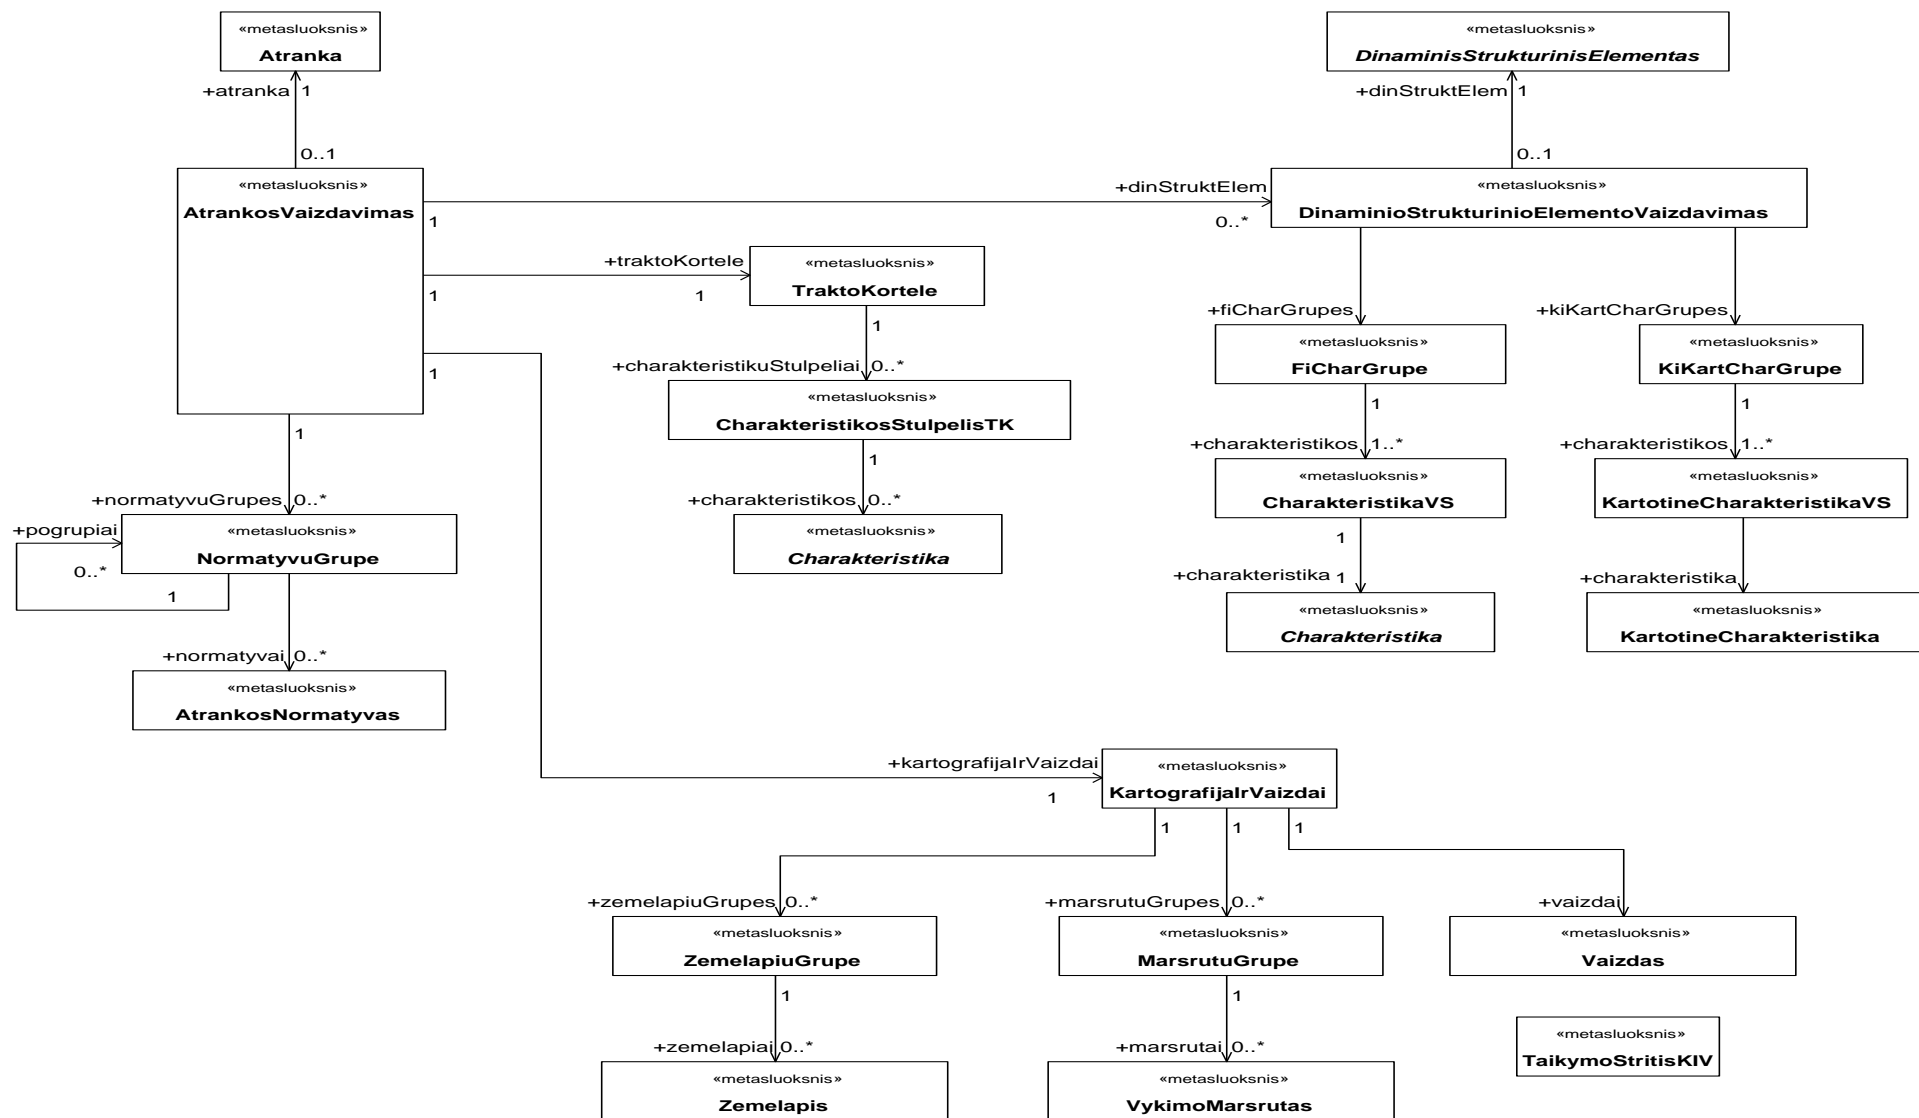 «metasluoksnis»
Atranka
+atranka 1
0..1
«metasluoksnis»
DinaminisStrukturinisElementas
+dinStruktElem 1
0..1
«metasluoksnis»
AtrankosVaizdavimas
1
+dinStruktElem
0..*
«metasluoksnis»
DinaminioStrukturinioElementoVaizdavimas
1
+traktoKortele
1
«metasluoksnis»
TraktoKortele
1
+charakteristikuStulpeliai 0..*
«metasluoksnis»
CharakteristikosStulpelisTK
1
+charakteristikos 0..*
«metasluoksnis»
Charakteristika
+fiCharGrupes
«metasluoksnis»
FiCharGrupe
1
+charakteristikos 1..*
«metasluoksnis»
CharakteristikaVS
1
+charakteristika 1
«metasluoksnis»
Charakteristika
+kiKartCharGrupes
«metasluoksnis»
KiKartCharGrupe
1
+charakteristikos 1..*
«metasluoksnis»
KartotineCharakteristikaVS
+charakteristika
«metasluoksnis»
KartotineCharakteristika
1
1
+normatyvuGrupes 0..*
+pogrupiai
0..*
1
«metasluoksnis»
NormatyvuGrupe
+normatyvai 0..*
«metasluoksnis»
AtrankosNormatyvas
+kartografijaIrVaizdai
1
«metasluoksnis»
KartografijaIrVaizdai
1
1
1
+zemelapiuGrupes 0..*
«metasluoksnis»
ZemelapiuGrupe
1
+zemelapiai 0..*
«metasluoksnis»
Zemelapis
+marsrutuGrupes 0..*
«metasluoksnis»
MarsrutuGrupe
1
+marsrutai 0..*
«metasluoksnis»
VykimoMarsrutas
+vaizdai
«metasluoksnis»
Vaizdas
«metasluoksnis»
TaikymoStritisKIV